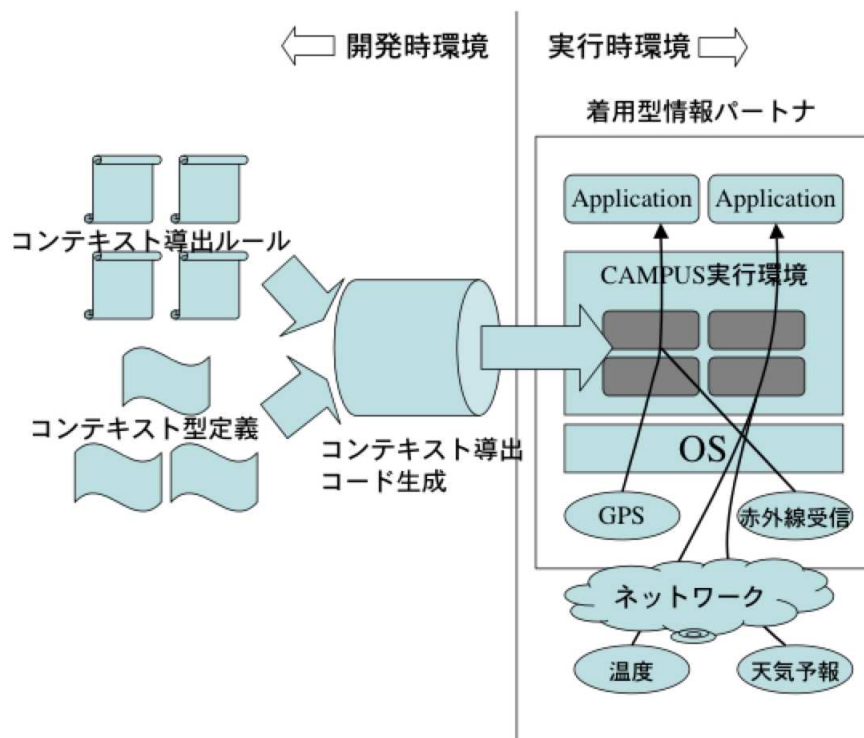 開発時環境
実行時環境
着用型情報パートナ
Application
Application
コンテキスト導出ルール
CAMPUS実行環境
コンテキスト型定義
コンテキスト導出
コード生成
OS
GPS
赤外線受信
ネットワーク
温度
天気予報